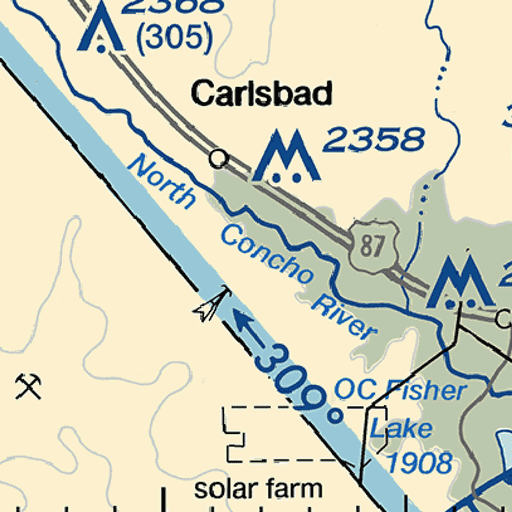 2368
(305)
Carlsbad
2358
North
Concho
River
87
309°
OC Fisher
Lake
1908
solar farm